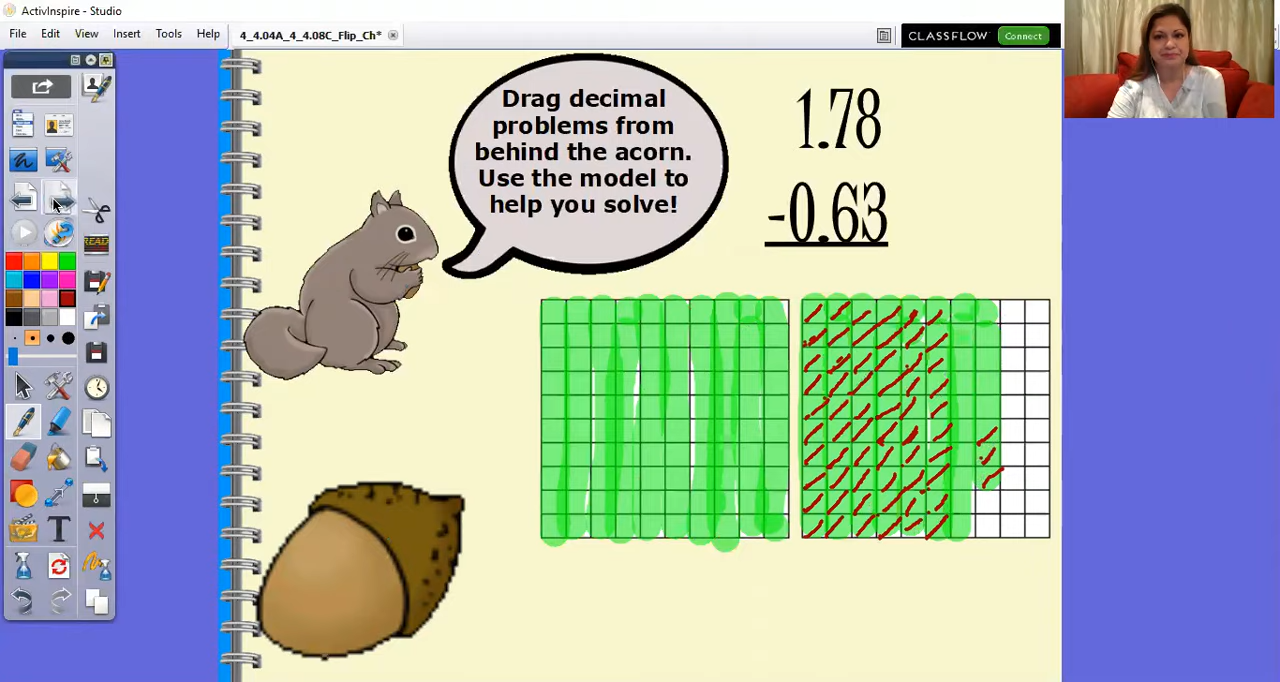 ActivInspire - Studio
File Edit View Insert Tools Help
4_4.04A_4_4.08C_Flip_Ch*
CLASSFLOW Connect
READ
T
Drag decimal
problems from
behind the acorn.
Use the model to
help you solve!
1.78
-0.63